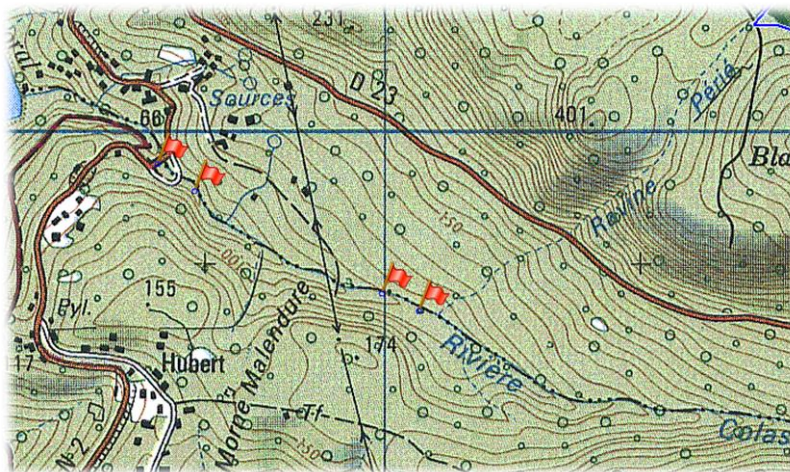 231
ral
D 23
Sources
66
401.
Périé
Bla
Ravine
150
100
155
Pyl.
174
17
Hubert
Rivière
Morne Malendure
Tf
Colas
150
N 2